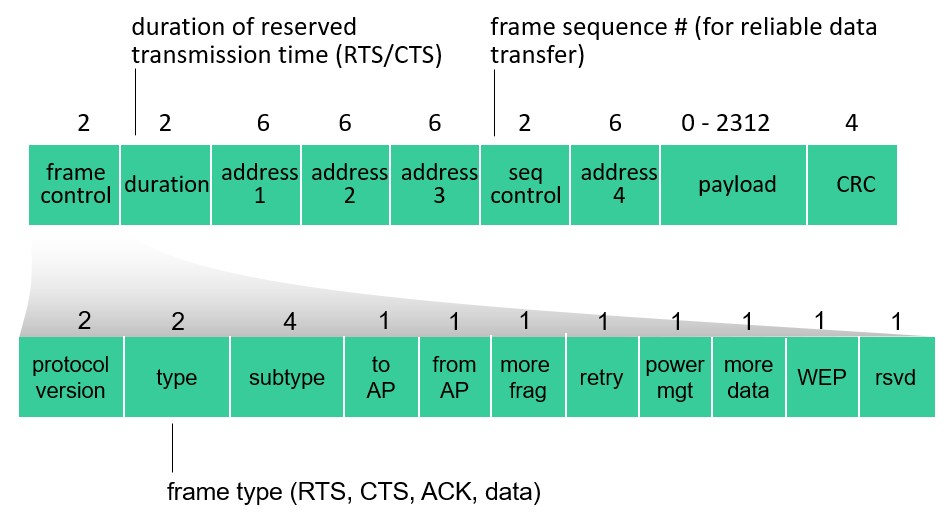 duration of reserved
transmission time (RTS/CTS)
frame sequence # (for reliable data
transfer)
2 2 6 6 6 2 6 0 - 2312 4
frame
control
duration
address
1
address
2
address
3
seq
control
address
4
payload
CRC
2 2 4 1 1 1 1 1 1 1 1
protocol
version
type
subtype
to
AP
from
AP
more
frag
retry
power
mgt
more
data
WEP
rsvd
frame type (RTS, CTS, ACK, data)